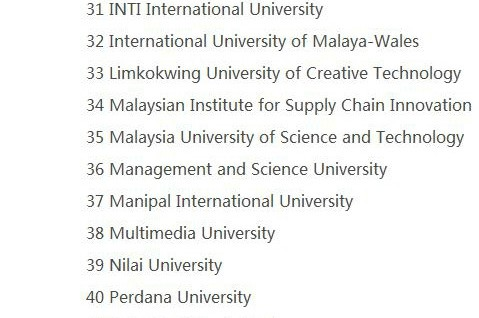 31 INTI International University
32 International University of Malaya-Wales
33 Limkokwing University of Creative Technology
34 Malaysian Institute for Supply Chain Innovation
35 Malaysia University of Science and Technology
36 Management and Science University
37 Manipal International University
38 Multimedia University
39 Nilai University
40 Perdana University